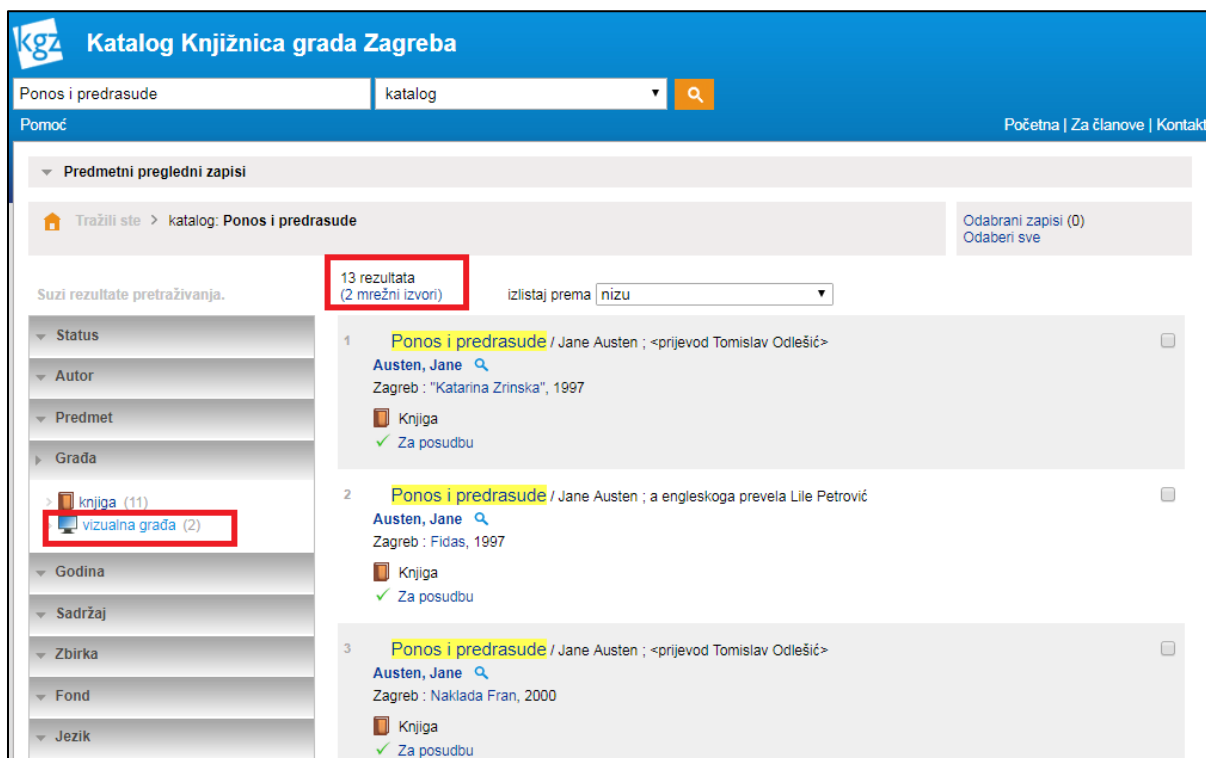 kgz Katalog Knjižnica grada Zagreba
Ponos i predrasude katalog
Pomoć Početna | Za članove | Kontakt
Predmetni pregledni zapisi
Tražili ste > katalog: Ponos i predrasude
Odabrani zapisi (0)
Odaberi sve
Suzi rezultate pretraživanja.
13 rezultata
(2 mrežni izvori)
izlistaj prema nizu
Status
Autor
Predmet
Građa
knjiga (11)
vizualna građa (2)
Godina
Sadržaj
Zbirka
Fond
Jezik
1 Ponos i predrasude / Jane Austen ; <prijevod Tomislav Odlešić>
Austen, Jane
Zagreb : "Katarina Zrinska", 1997
Knjiga
Za posudbu
2 Ponos i predrasude / Jane Austen ; a engleskoga prevela Lile Petrović
Austen, Jane
Zagreb : Fidas, 1997
Knjiga
Za posudbu
3 Ponos i predrasude / Jane Austen ; <prijevod Tomislav Odlešić>
Austen, Jane
Zagreb : Naklada Fran, 2000
Knjiga
Za posudbu